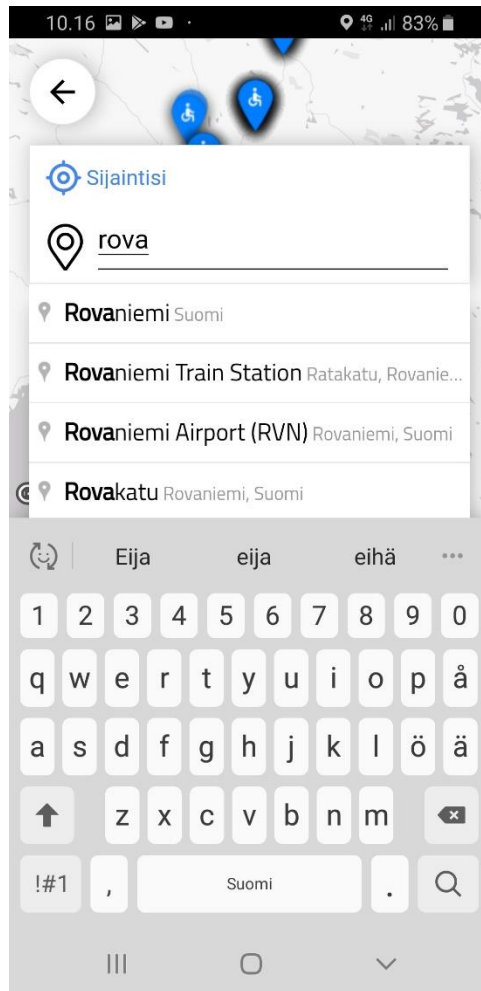 10.16 4G 83%
Sijaintisi
rova
Rovaniemi Suomi
Rovaniemi Train Station Ratakatu, Rovanie...
Rovaniemi Airport (RVN) Rovaniemi, Suomi
Rovakatu Rovaniemi, Suomi
Eija eija eihä ...
1 2 3 4 5 6 7 8 9 0
q w e r t y u i o p å
a s d f g h j k l ö ä
z x c v b n m
!#1 , Suomi .